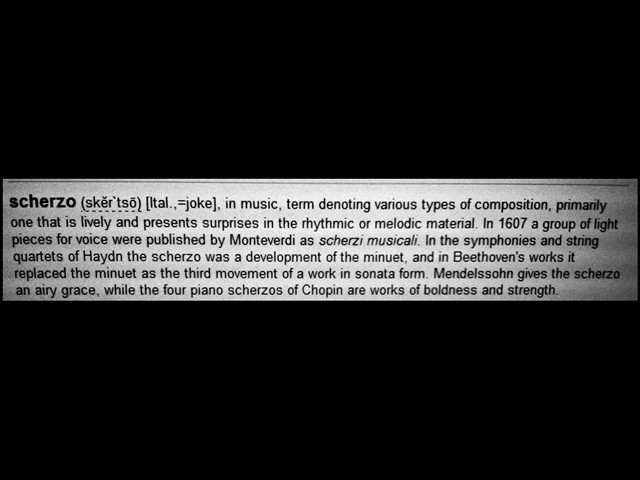 scherzo (skĕr`tsō) [Ital.,=joke], in music, term denoting various types of composition, primarily
one that is lively and presents surprises in the rhythmic or melodic material. In 1607 a group of light
pieces for voice were published by Monteverdi as scherzi musicali. In the symphonies and string
quartets of Haydn the scherzo was a development of the minuet, and in Beethoven's works it
replaced the minuet as the third movement of a work in sonata form. Mendelssohn gives the scherzo
an airy grace, while the four piano scherzos of Chopin are works of boldness and strength.